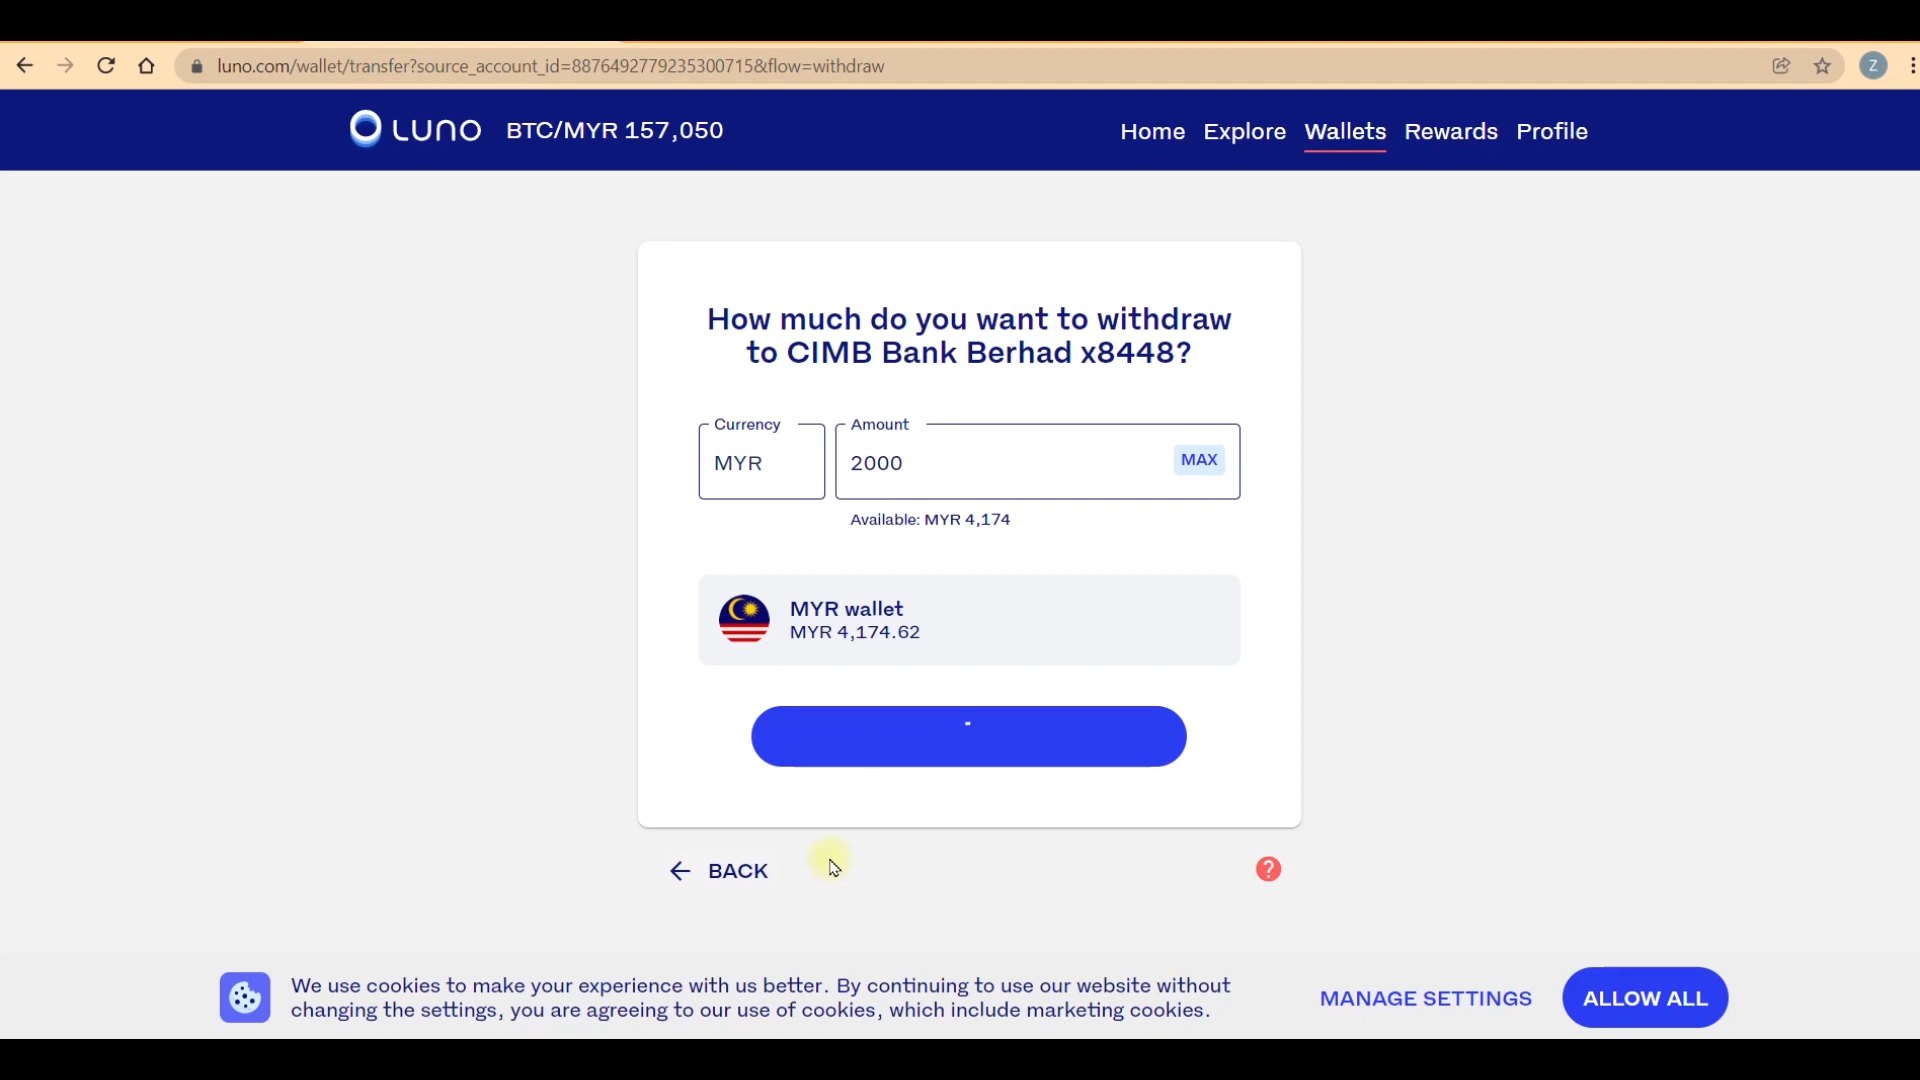 luno.com/wallet/transfer?source_account_id=8876492779235300715&flow=withdraw
Z
LUNO BTC/MYR 157,050
Home Explore Wallets Rewards Profile
How much do you want to withdraw
to CIMB Bank Berhad x8448?
Currency Amount
MYR 2000 MAX
Available: MYR 4,174
MYR wallet
MYR 4,174.62
BACK
?
We use cookies to make your experience with us better. By continuing to use our website without
changing the settings, you are agreeing to our use of cookies, which include marketing cookies.
MANAGE SETTINGS ALLOW ALL